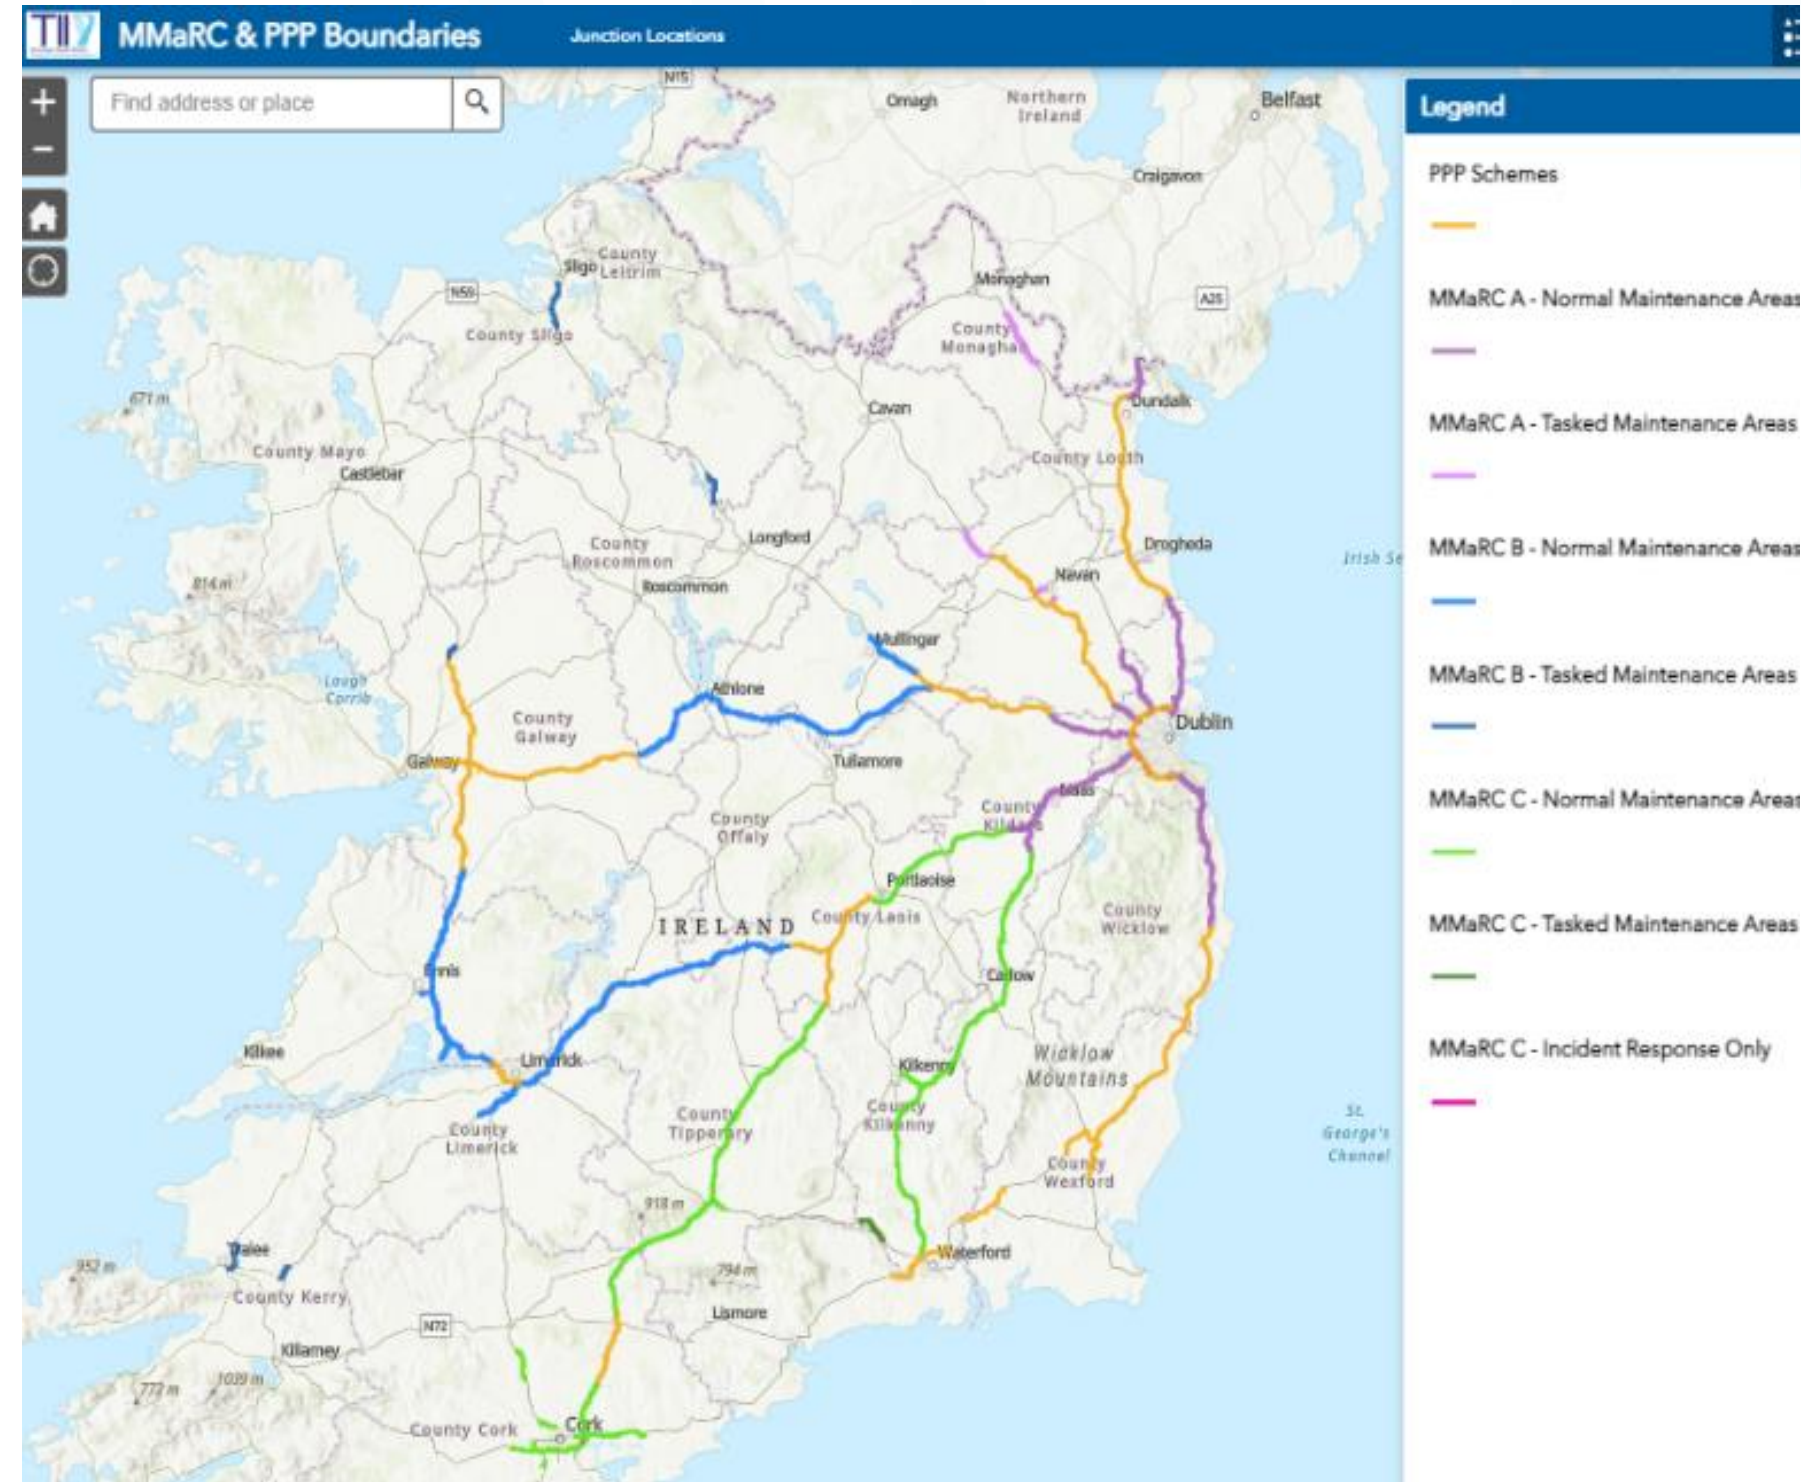 TII MMaRC & PPP Boundaries Junction Locations
Find address or place
Legend
PPP Schemes
MMaRC A - Normal Maintenance Areas
MMaRC A - Tasked Maintenance Areas
MMaRC B - Normal Maintenance Areas
MMaRC B - Tasked Maintenance Areas
MMaRC C - Normal Maintenance Areas
MMaRC C - Tasked Maintenance Areas
MMaRC C - Incident Response Only
N15
Omagh
Northern
Ireland
Belfast
Craigavon
Sligo
County
Leitrim
N59
County Sligo
Monaghan
A25
County
Monaghan
671 m
Cavan
Dundalk
County Mayo
Castlebar
County Louth
Longford
Drogheda
County
Roscommon
Irish Se
814 m
Roscommon
Navan
Mullingar
Lough
Corrib
Athlone
County
Galway
Dublin
Galway
Tullamore
Naas
County
Kildare
County
Offaly
Portlaoise
County Laois
County
Wicklow
IRELAND
Ennis
Carlow
Kilkee
Limerick
Kilkenny
Wicklow
Mountains
County
Limerick
County
Tipperary
County
Kilkenny
St.
George's
Channel
County
Wexford
918 m
Tralee
952 m
Waterford
794 m
County Kerry
Lismore
N72
Killarney
772 m
1039 m
County Cork
Cork